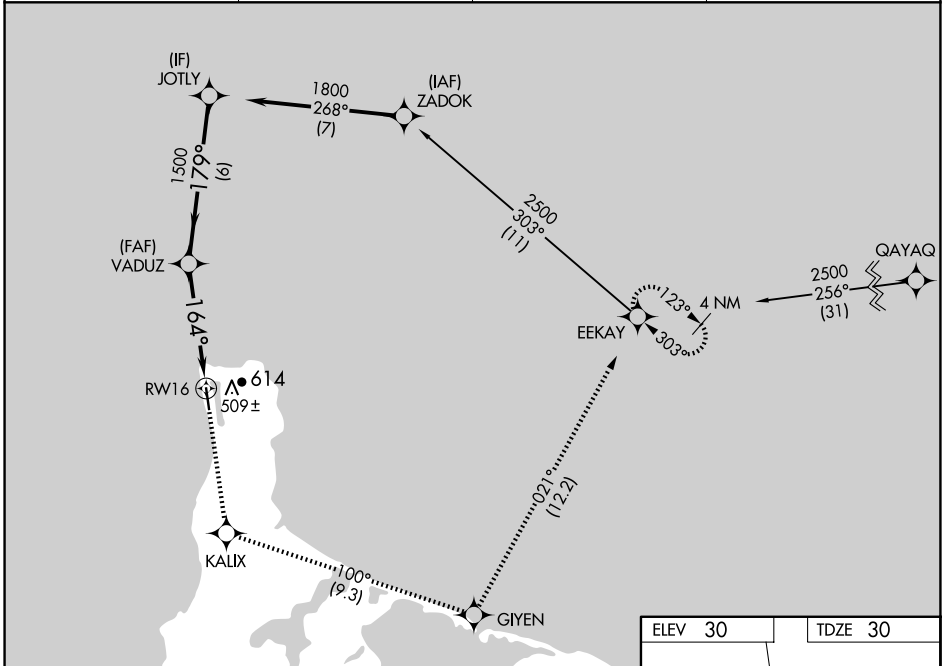 (IF)
JOTLY
1800
268°
(7)
(IAF)
ZADOK
1500
179°
(6)
2500
303°
(11)
(FAF)
VADUZ
QAYAQ
2500
256°
(31)
123°
4 NM
303°
EEKAY
164°
RW16
614
509±
021°
(12.2)
KALIX
100°
(9.3)
GIYEN
ELEV 30
TDZE 30